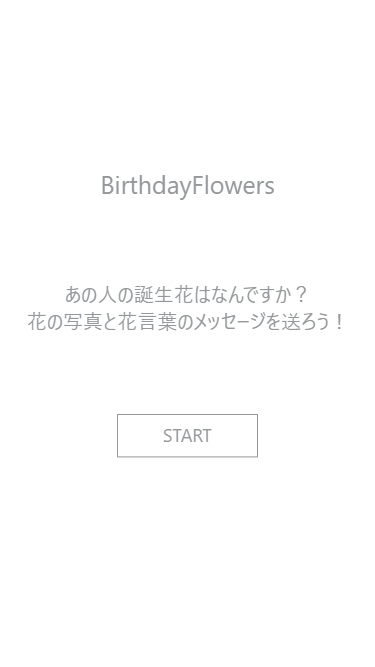 BirthdayFlowers
あの人の誕生花はなんですか？
花の写真と花言葉のメッセージを送ろう！
START